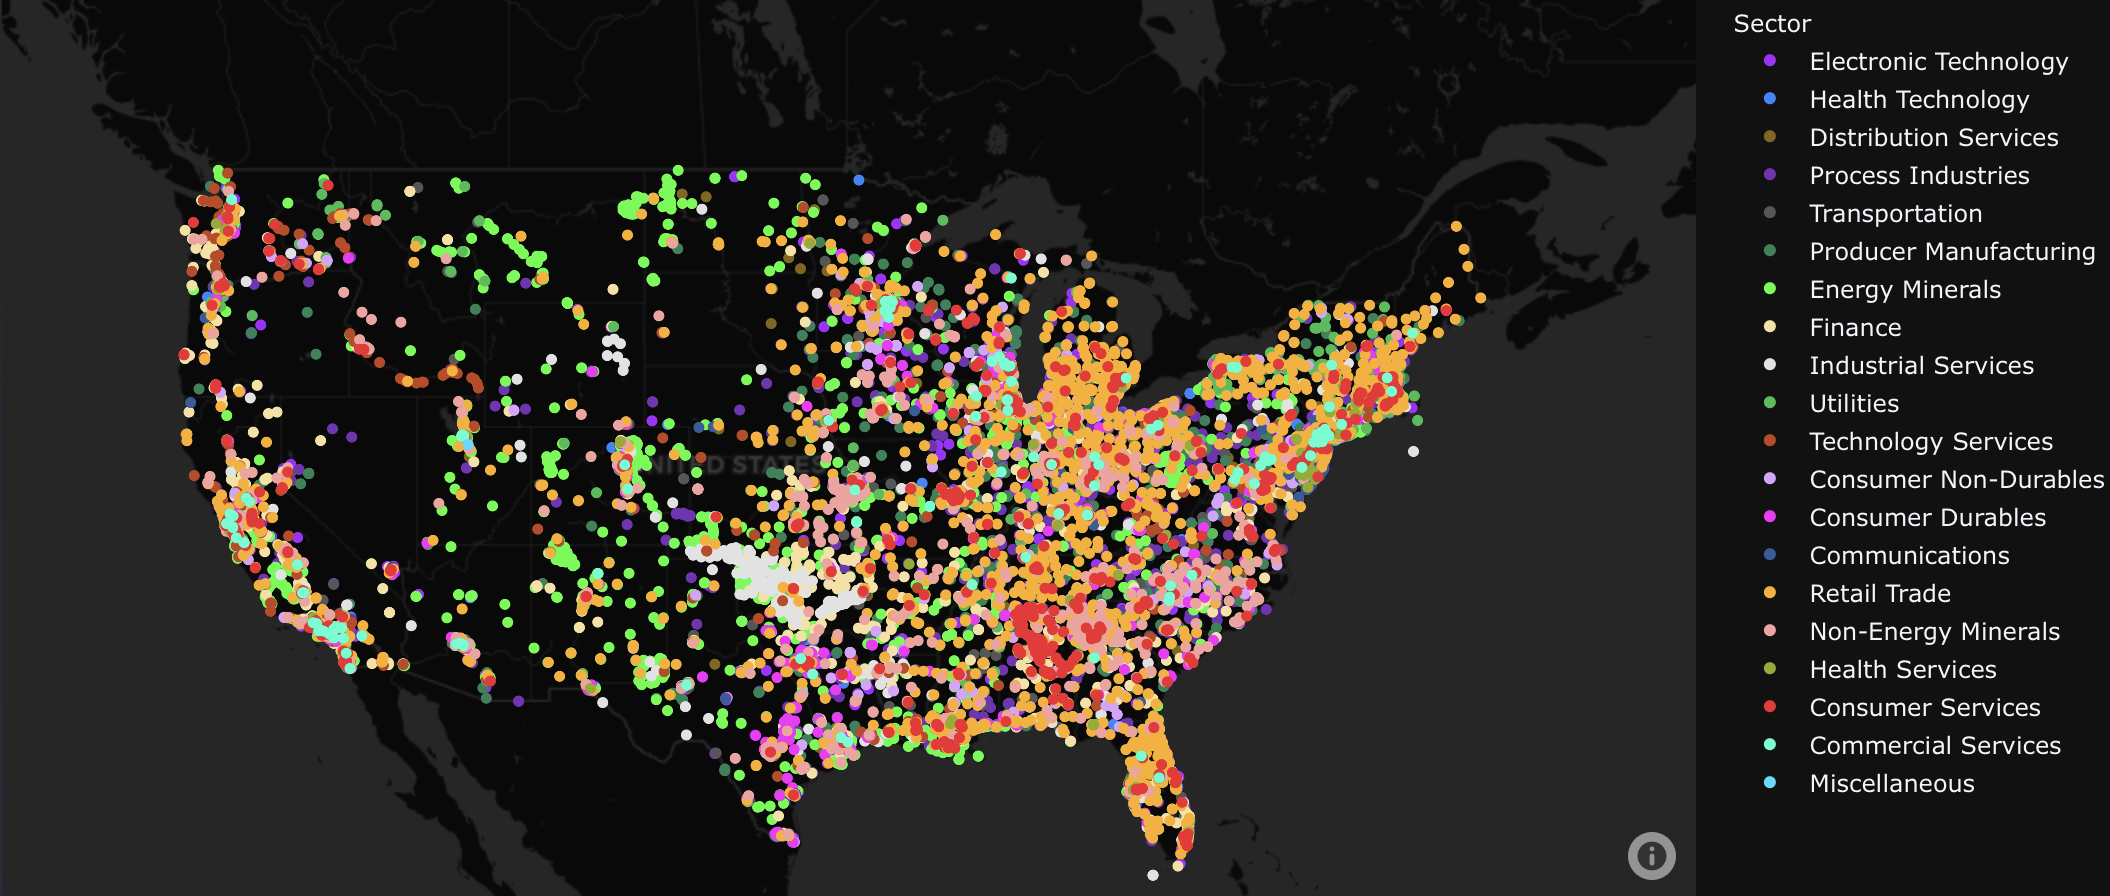 Sector
Electronic Technology
Health Technology
Distribution Services
Process Industries
Transportation
Producer Manufacturing
Energy Minerals
Finance
Industrial Services
Utilities
Technology Services
Consumer Non-Durables
Consumer Durables
Communications
Retail Trade
Non-Energy Minerals
Health Services
Consumer Services
Commercial Services
Miscellaneous
UNITED STATES